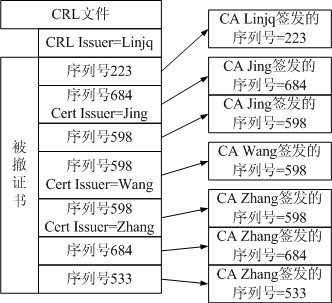 CRL文件
CRL Issuer=Linjq
被撤证书
序列号223
序列号684
Cert Issuer=Jing
序列号598
序列号598
Cert Issuer=Wang
序列号598
Cert Issuer=Zhang
序列号684
序列号533
CA Linjq签发的
序列号=223
CA Jing签发的
序列号=684
CA Jing签发的
序列号=598
CA Wang签发的
序列号=598
CA Zhang签发的
序列号=598
CA Zhang签发的
序列号=684
CA Zhang签发的
序列号=533